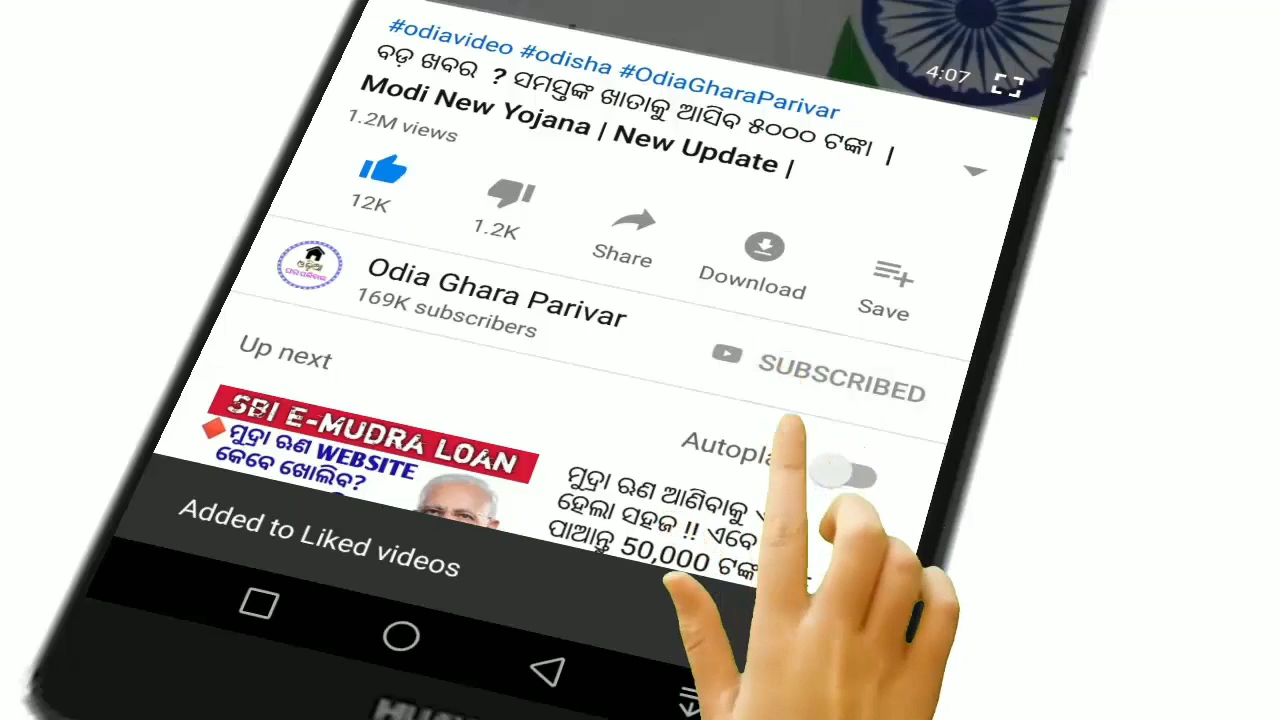 4:07
#odiavideo #odisha #OdiaGharaParivar
ବଡ଼ ଖବର ? ସମସ୍ତଙ୍କ ଖାତାକୁ ଆସିବ ୫୦୦୦ ଟଙ୍କା |
Modi New Yojana | New Update |
1.2M views
12K
1.2K
Share
Download
Save
Odia Ghara Parivar
169K subscribers
SUBSCRIBED
Up next
SBI E-MUDRA LOAN
ମୁଦ୍ରା ଋଣ WEBSITE
କେବେ ଖୋଲିବ?
ମୁଦ୍ରା ଋଣ ଆଣିବାକୁ
ହେଲା ସହଜ !! ଏବେ
ପାଆନ୍ତୁ 50,000
Added to Liked videos